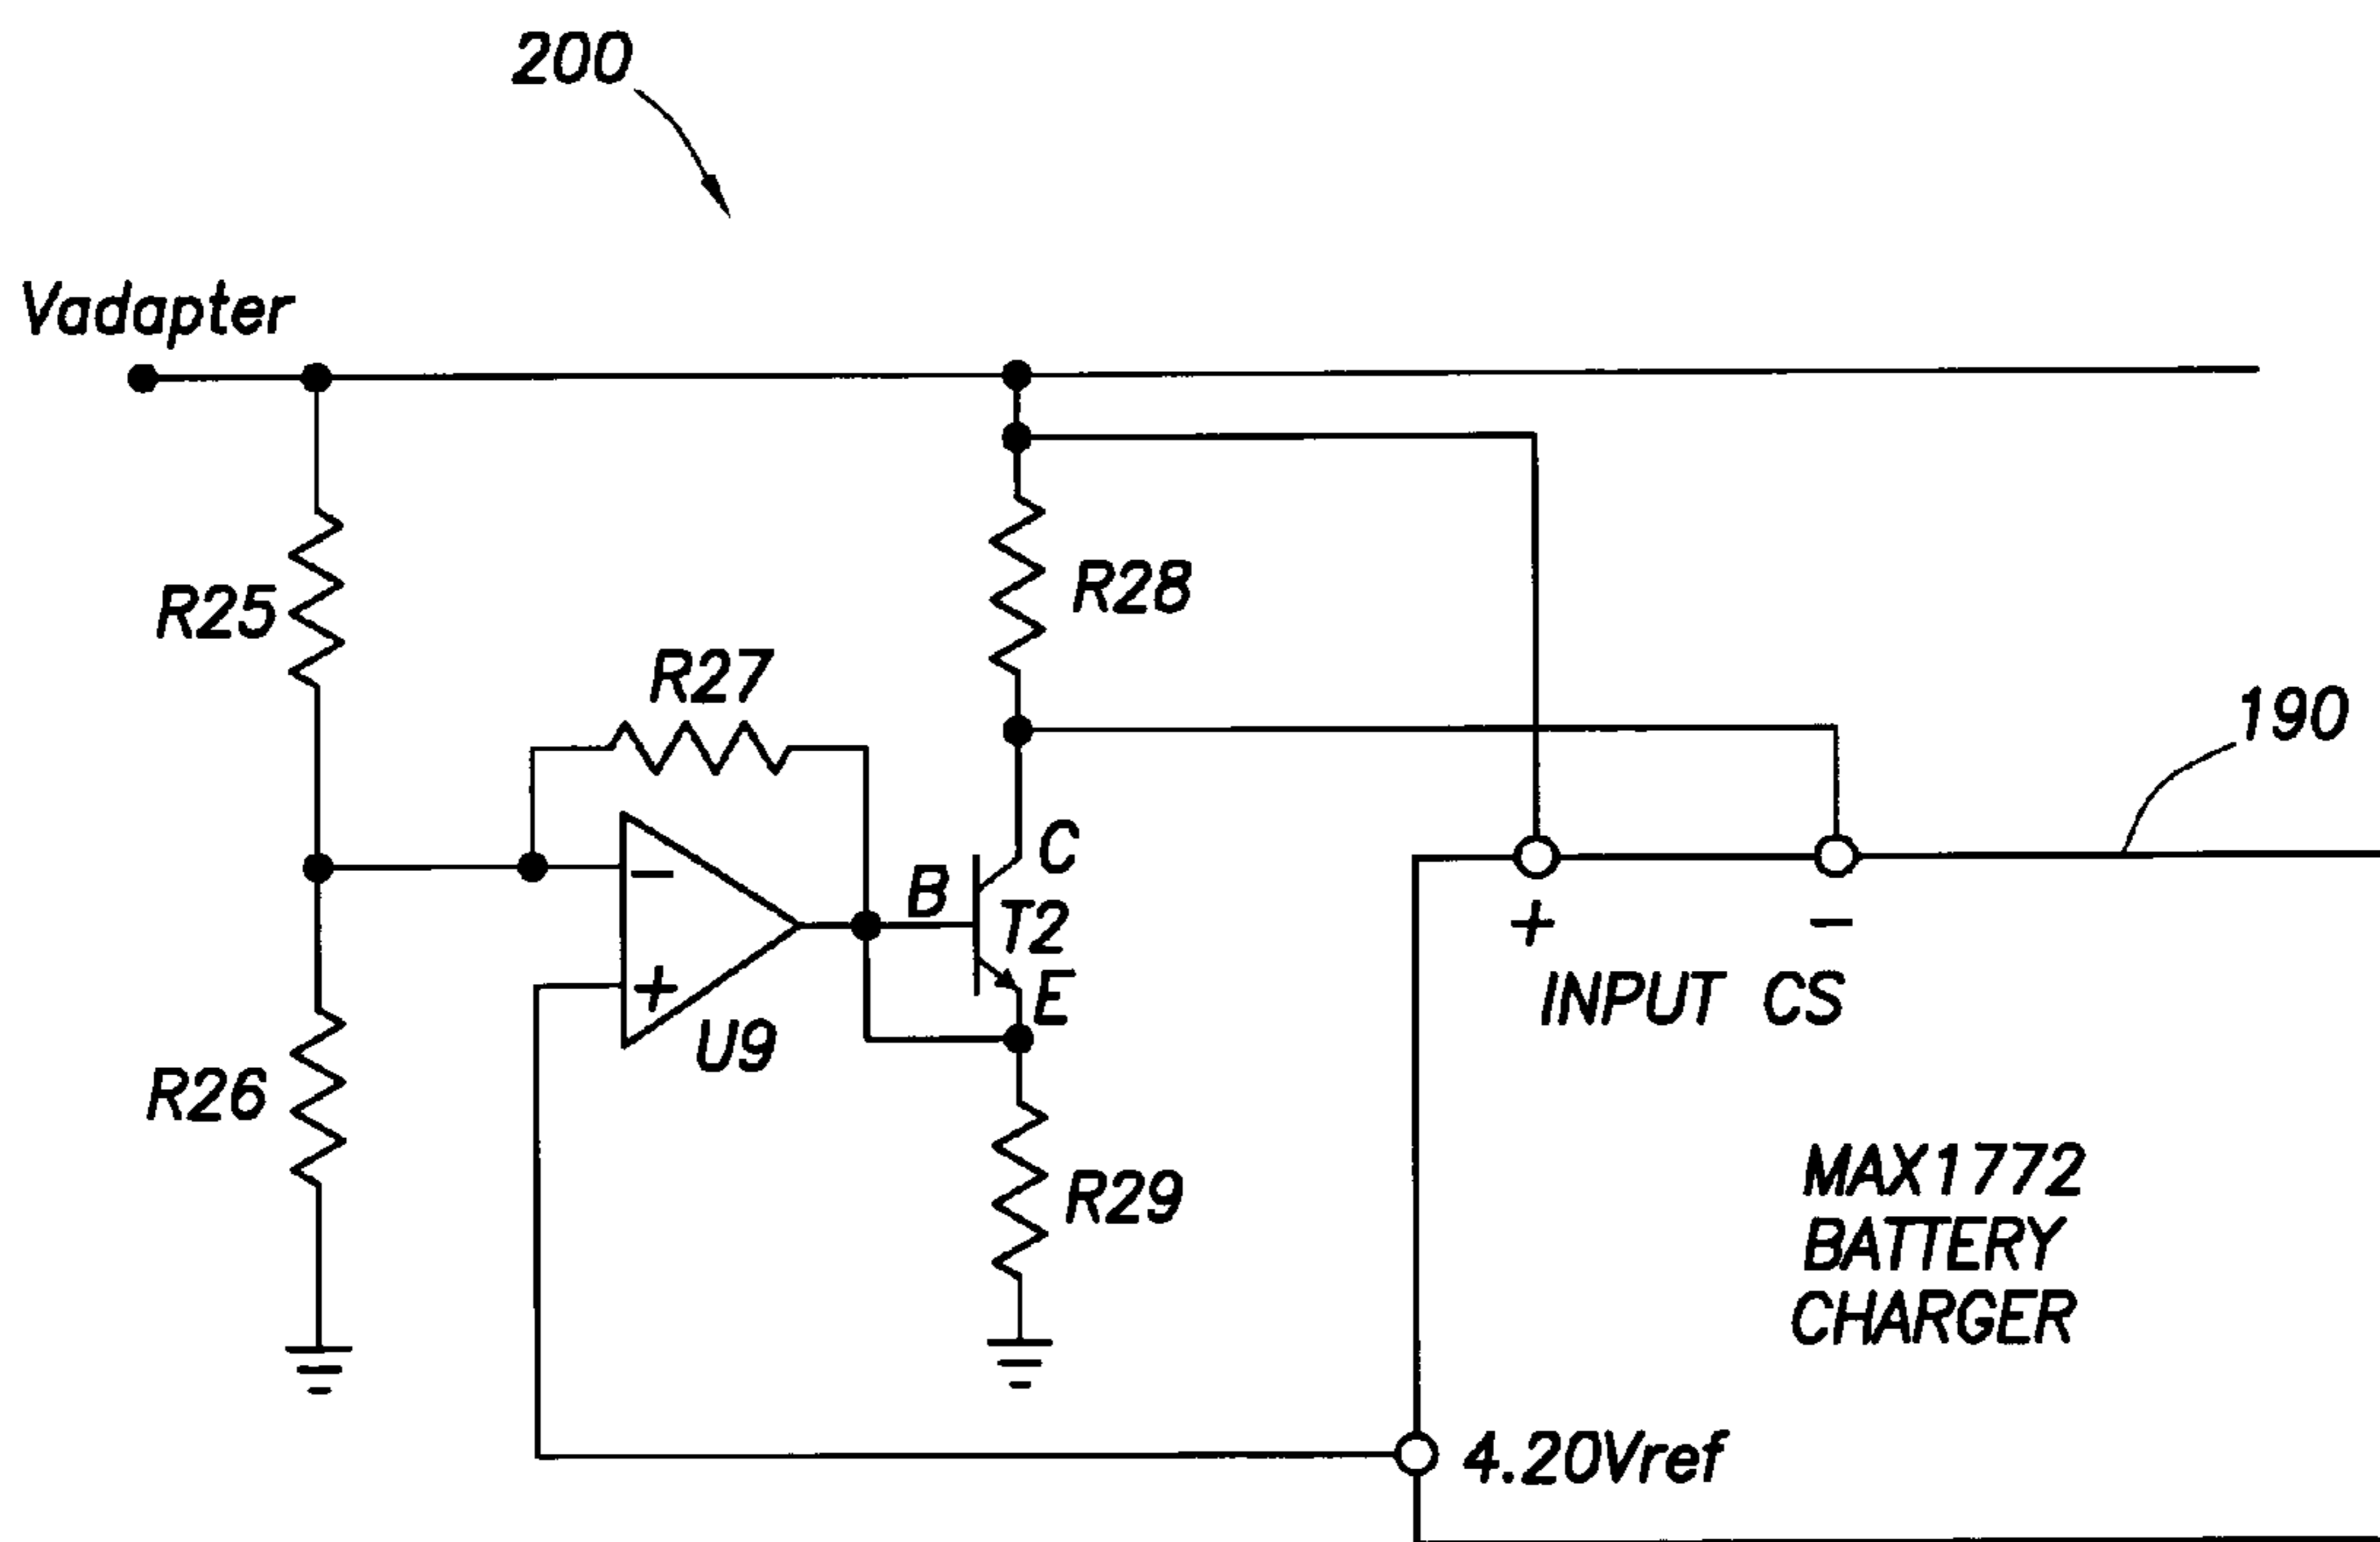 200
Vadapter
R25
R28
R27
190
C
B
T2
E
-
+
U9
+
-
INPUT CS
R26
R29
MAX1772
BATTERY
CHARGER
4.20Vref